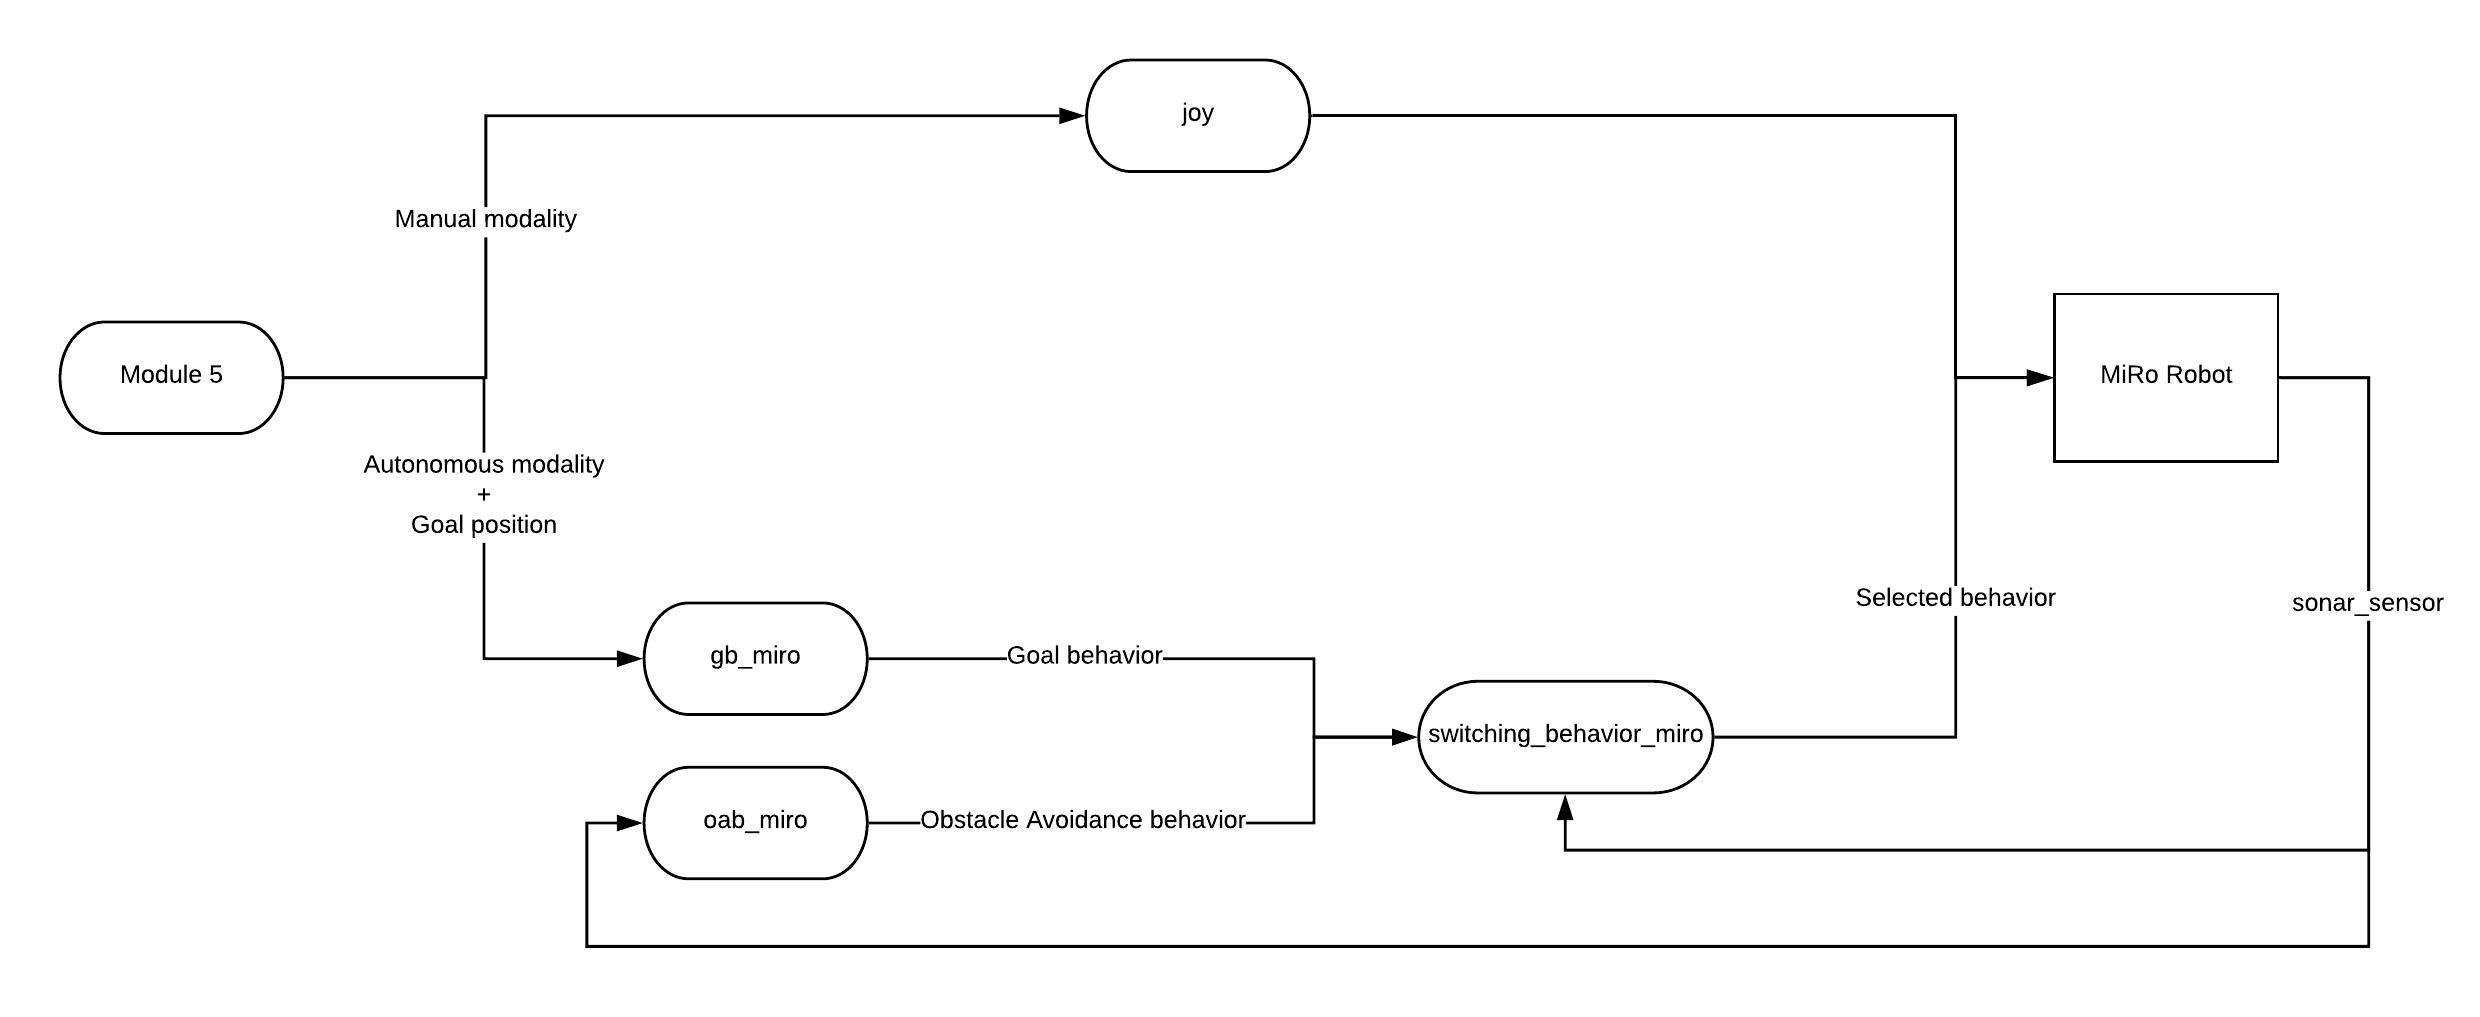 joy
Manual modality
Module 5
MiRo Robot
Autonomous modality
+
Goal position
Selected behavior
sonar_sensor
gb_miro
Goal behavior
switching_behavior_miro
oab_miro
Obstacle Avoidance behavior